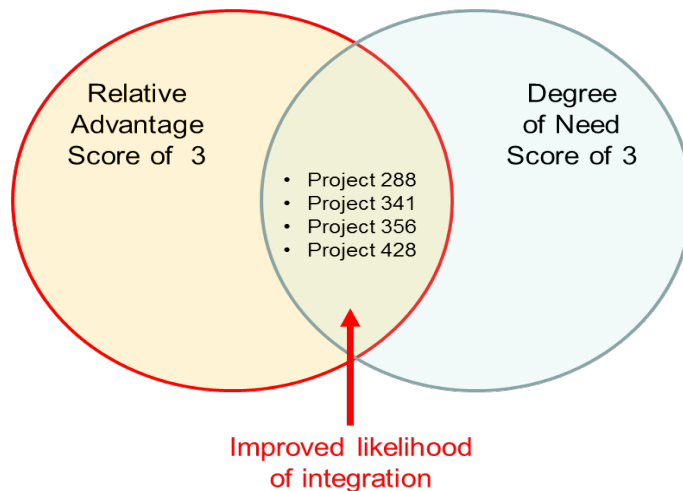 Relative
Advantage
Score of 3
Degree
of Need
Score of 3
• Project 288
• Project 341
• Project 356
• Project 428
Improved likelihood
of integration